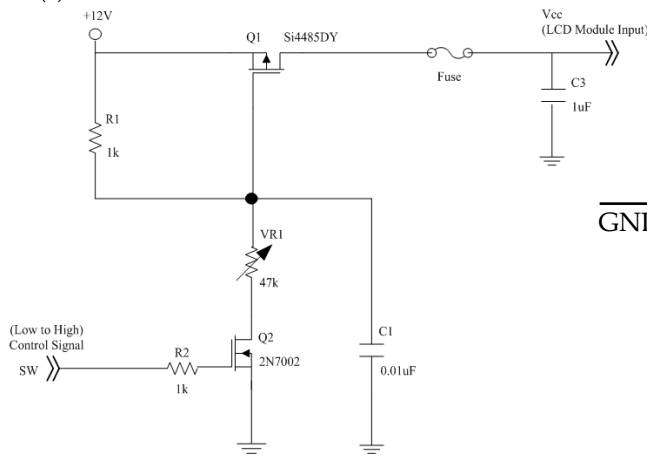 +12V
Q1
Si4485DY
Vcc
(LCD Module Input)
Fuse
C3
1uF
R1
1k
VR1
47k
(Low to High)
Control Signal
SW
R2
1k
Q2
2N7002
C1
0.01uF